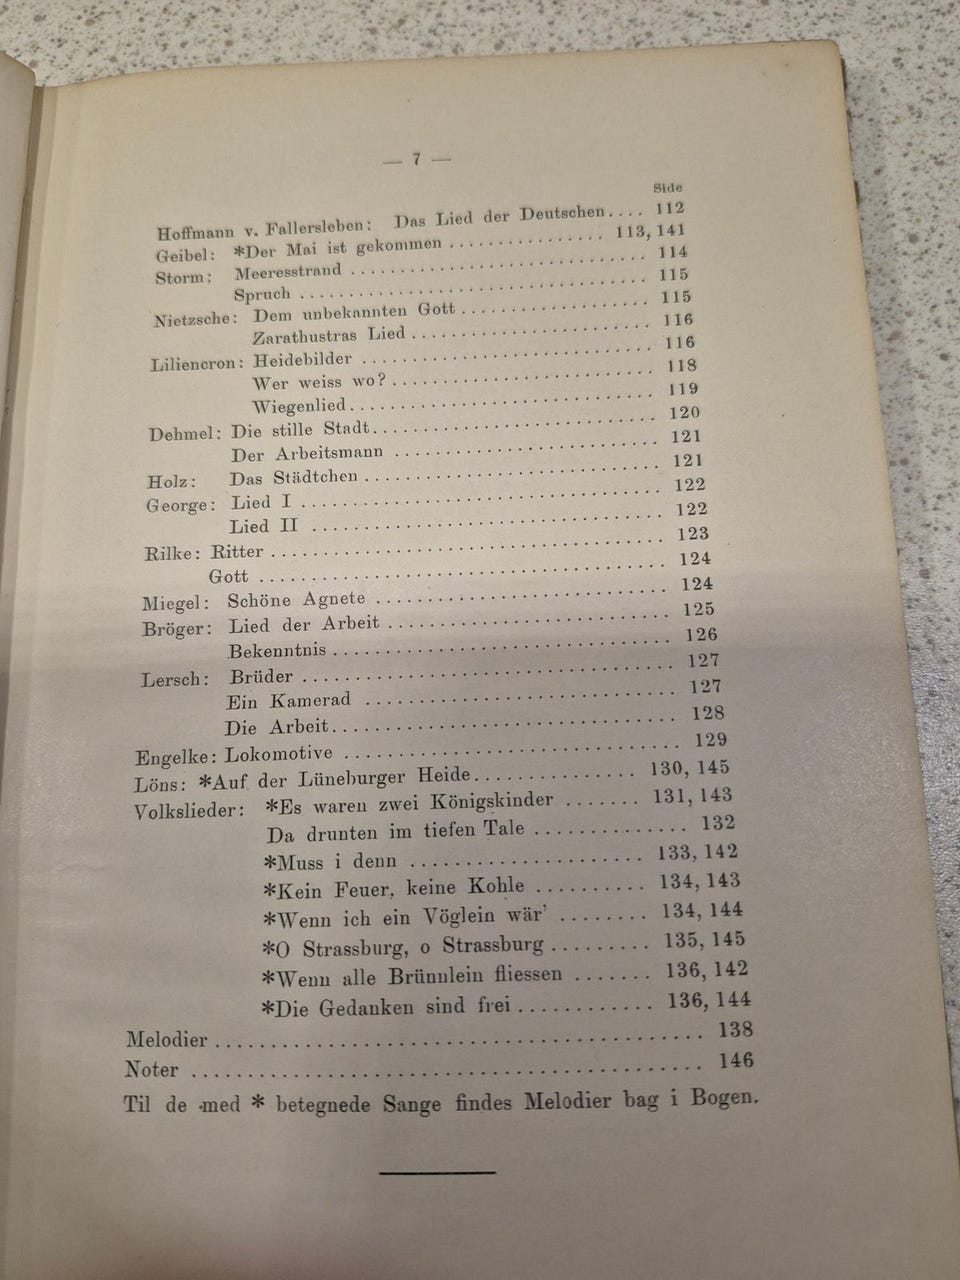 — 7 —
Side
Hoffmann v. Fallersleben: Das Lied der Deutschen.... 112
Geibel: *Der Mai ist gekommen ............... 113, 141
Storm: Meeresstrand ............................ 114
Spruch ................................. 115
Nietzsche: Dem unbekannten Gott .................. 115
Zarathustras Lied ....................... 116
Liliencron: Heidebilder ............................ 116
Wer weiss wo? ......................... 118
Wiegenlied............................. 119
Dehmel: Die stille Stadt........................... 120
Der Arbeitsmann ......................... 121
Holz: Das Städtchen ............................ 121
George: Lied I .................................. 122
Lied II ................................. 122
Rilke: Ritter ..................................... 123
Gott ...................................... 124
Miegel: Schöne Agnete ........................... 124
Bröger: Lied der Arbeit .......................... 125
Bekenntnis ............................... 126
Lersch: Brüder .................................. 127
Ein Kamerad ........................... 127
Die Arbeit............................... 128
Engelke: Lokomotive .............................. 129
Löns: *Auf der Lüneburger Heide............... 130, 145
Volkslieder: *Es waren zwei Königskinder ....... 131, 143
Da drunten im tiefen Tale .............. 132
*Muss i denn ..................... 133, 142
*Kein Feuer, keine Kohle .......... 134, 143
*Wenn ich ein Vöglein wär' ........ 134, 144
*O Strassburg, o Strassburg ......... 135, 145
*Wenn alle Brünnlein fliessen ....... 136, 142
*Die Gedanken sind frei ............ 136, 144
Melodier ........................................... 138
Noter ............................................. 146
Til de med * betegnede Sange findes Melodier bag i Bogen.